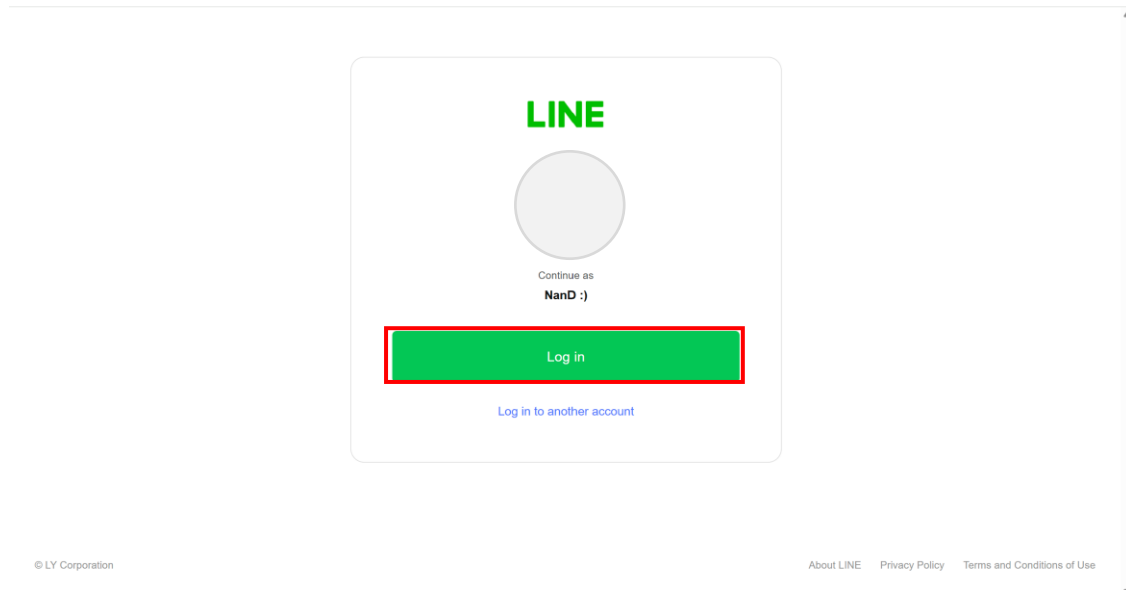 LINE
Continue as
NanD :)
Log in
Log in to another account
© LY Corporation
About LINE Privacy Policy Terms and Conditions of Use